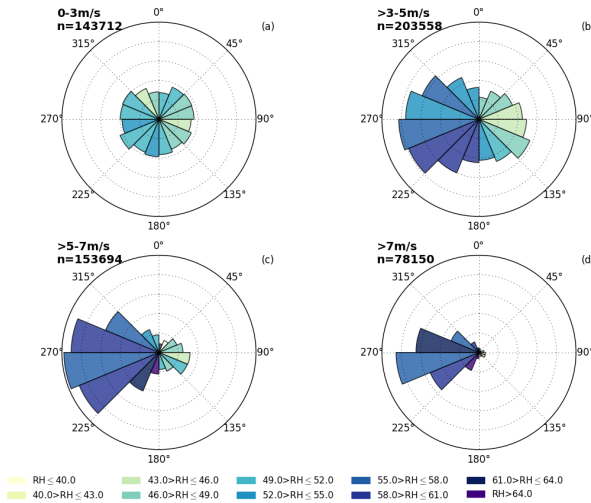 0-3m/s
n=143712
0°
(a)
315°
45°
270°
90°
225°
135°
180°
>3-5m/s
n=203558
0°
(b
315°
45°
270°
90°
225°
135°
180°
>5-7m/s
n=153694
0°
(c)
315°
45°
270°
90°
225°
135°
180°
>7m/s
n=78150
0°
(d
315°
45°
270°
90°
225°
135°
180°
RH ≤ 40.0
43.0>RH ≤ 46.0
49.0>RH ≤ 52.0
55.0>RH ≤ 58.0
61.0>RH ≤ 64.0
40.0>RH ≤ 43.0
46.0>RH ≤ 49.0
52.0>RH ≤ 55.0
58.0>RH ≤ 61.0
RH>64.0